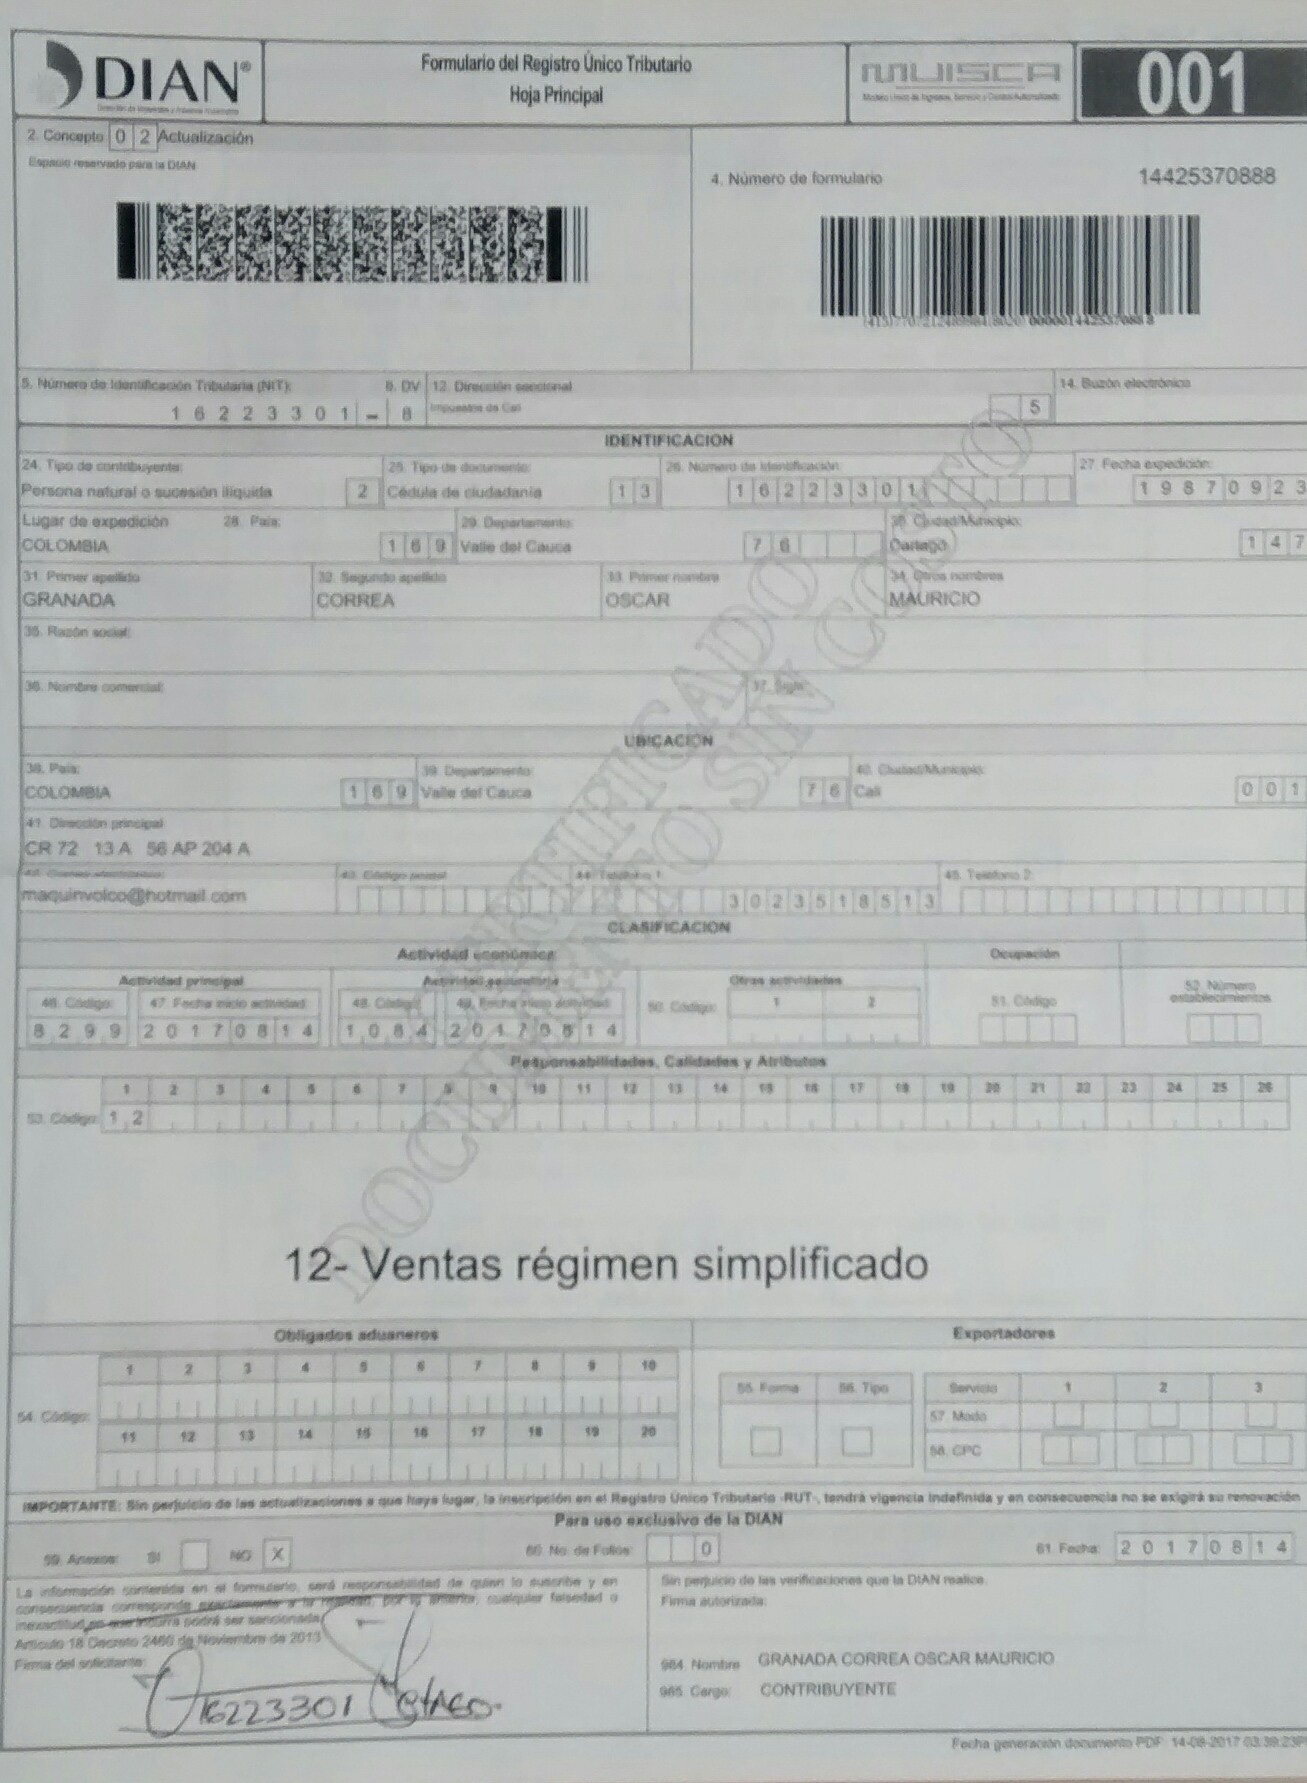 DIAN®
Formulario del Registro Único Tributario
Hoja Principal
MUISCA
001
2. Concepto 0 2 Actualización
Espacio reservado para la DIAN
4. Número de formulario 14425370888
5. Número de Identificación Tributaria (NIT): 6. DV 12. Dirección seccional 14. Buzón electrónico
1 6 2 2 3 3 0 1 - 8 Impuestos de Cali 5
IDENTIFICACION
24. Tipo de contribuyente: 25. Tipo de documento: 26. Número de Identificación: 27. Fecha expedición:
Persona natural o sucesión ilíquida 2 Cédula de ciudadanía 1 3 1 6 2 2 3 3 0 1 1 9 8 7 0 9 2 3
Lugar de expedición 28. País: 29. Departamento: 30. Ciudad/Municipio:
COLOMBIA 1 6 9 Valle del Cauca 7 6 Cartago 1 4 7
31. Primer apellido 32. Segundo apellido 33. Primer nombre 34. Otros nombres
GRANADA CORREA OSCAR MAURICIO
35. Razón social:
36. Nombre comercial: 37. Sigla:
UBICACION
38. País: 39. Departamento: 40. Ciudad/Municipio:
COLOMBIA 1 6 9 Valle del Cauca 7 6 Cali 0 0 1
41. Dirección principal
CR 72 13 A 56 AP 204 A
42. Correo electrónico: 43. Código postal 44. Teléfono 1: 45. Teléfono 2:
maquinvolco@hotmail.com 3 0 2 3 5 1 8 5 1 3
CLASIFICACION
Actividad económica Ocupación
Actividad principal Actividad secundaria Otras actividades 52. Número establecimientos
46. Código: 47. Fecha inicio actividad: 48. Código: 49. Fecha inicio actividad: 50. Código: 1 2 51. Código
8 2 9 9 2 0 1 7 0 8 1 4 1 0 8 4 2 0 1 7 0 8 1 4
Responsabilidades, Calidades y Atributos
1 2 3 4 5 6 7 8 9 10 11 12 13 14 15 16 17 18 19 20 21 22 23 24 25 26
53. Código: 1 2
12- Ventas régimen simplificado
Obligados aduaneros Exportadores
1 2 3 4 5 6 7 8 9 10
55. Forma 56. Tipo Servicio 1 2 3
54. Código: 57. Modo
11 12 13 14 15 16 17 18 19 20
58. CPC
IMPORTANTE: Sin perjuicio de las actualizaciones a que haya lugar, la inscripción en el Registro Único Tributario -RUT-, tendrá vigencia indefinida y en consecuencia no se exigirá su renovación
Para uso exclusivo de la DIAN
59. Anexos: SI NO X 60. No. de Folios: 0 61. Fecha: 2 0 1 7 0 8 1 4
La información contenida en el formulario, será responsabilidad de quien lo suscribe y en
consecuencia corresponde exactamente a la realidad; por lo anterior, cualquier falsedad o
inexactitud en que incurra podrá ser sancionada.
Artículo 18 Decreto 2460 de Noviembre de 2013
Firma del solicitante:
16223301 Cartago.
Sin perjuicio de las verificaciones que la DIAN realice.
Firma autorizada:
984. Nombre GRANADA CORREA OSCAR MAURICIO
985. Cargo: CONTRIBUYENTE
Fecha generación documento PDF: 14-08-2017 03:39:23P
CERTIFICADO
DOCUMENTO SIN COSTO